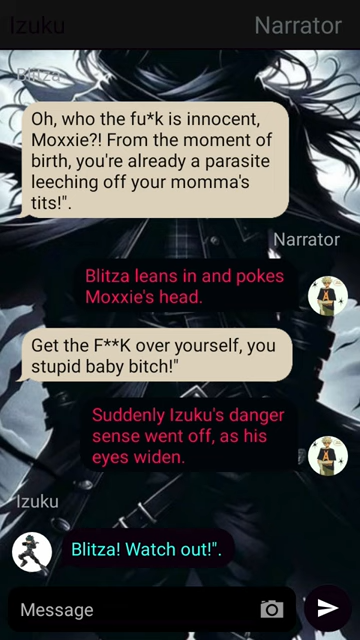 Izuku
Narrator
Blitza
Oh, who the fu*k is innocent,
Moxxie?! From the moment of
birth, you're already a parasite
leeching off your momma's
tits!".
Narrator
Blitza leans in and pokes
Moxxie's head.
Get the F**K over yourself, you
stupid baby bitch!"
Suddenly Izuku's danger
sense went off, as his
eyes widen.
Izuku
Blitza! Watch out!".
Message